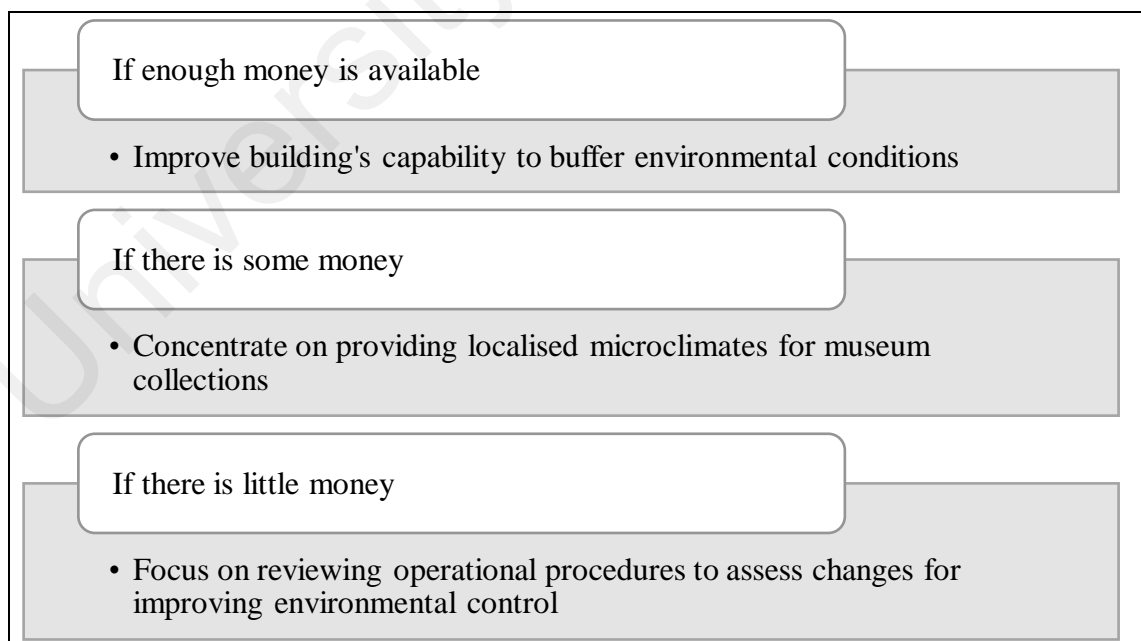 University
If enough money is available
• Improve building's capability to buffer environmental conditions
If there is some money
• Concentrate on providing localised microclimates for museum
collections
If there is little money
• Focus on reviewing operational procedures to assess changes for
improving environmental control